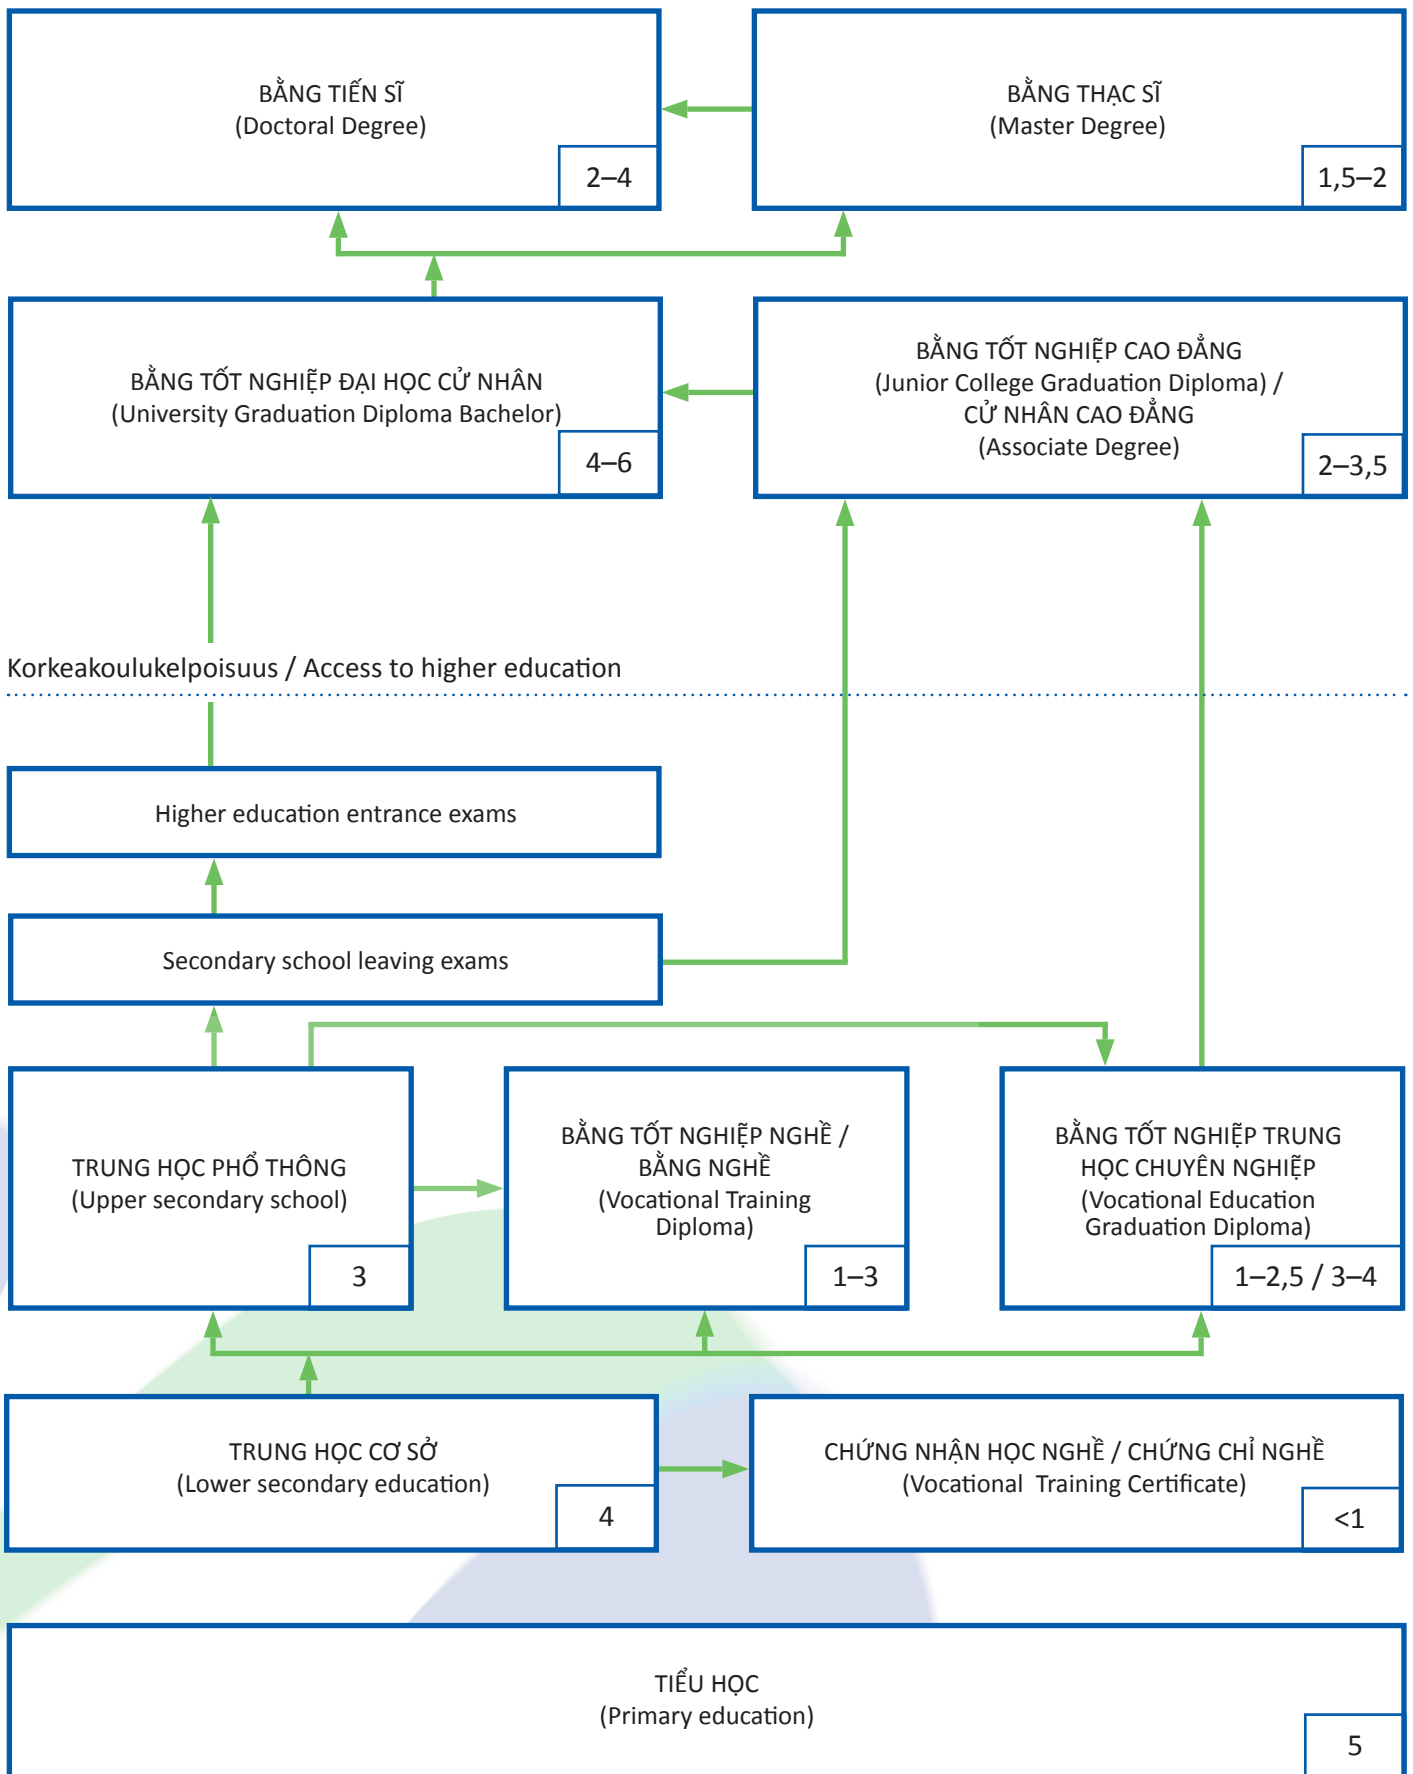 BẰNG TIẾN SĨ
(Doctoral Degree)
2–4
BẰNG THẠC SĨ
(Master Degree)
1,5–2
BẰNG TỐT NGHIỆP ĐẠI HỌC CỬ NHÂN
(University Graduation Diploma Bachelor)
4–6
BẰNG TỐT NGHIỆP CAO ĐẲNG
(Junior College Graduation Diploma) /
CỬ NHÂN CAO ĐẲNG
(Associate Degree)
2–3,5
Korkeakoulukelpoisuus / Access to higher education
Higher education entrance exams
Secondary school leaving exams
TRUNG HỌC PHỔ THÔNG
(Upper secondary school)
3
BẰNG TỐT NGHIỆP NGHỀ /
BẰNG NGHỀ
(Vocational Training
Diploma)
1–3
BẰNG TỐT NGHIỆP TRUNG
HỌC CHUYÊN NGHIỆP
(Vocational Education
Graduation Diploma)
1–2,5 / 3–4
TRUNG HỌC CƠ SỞ
(Lower secondary education)
4
CHỨNG NHẬN HỌC NGHỀ / CHỨNG CHỈ NGHỀ
(Vocational Training Certificate)
<1
TIỂU HỌC
(Primary education)
5